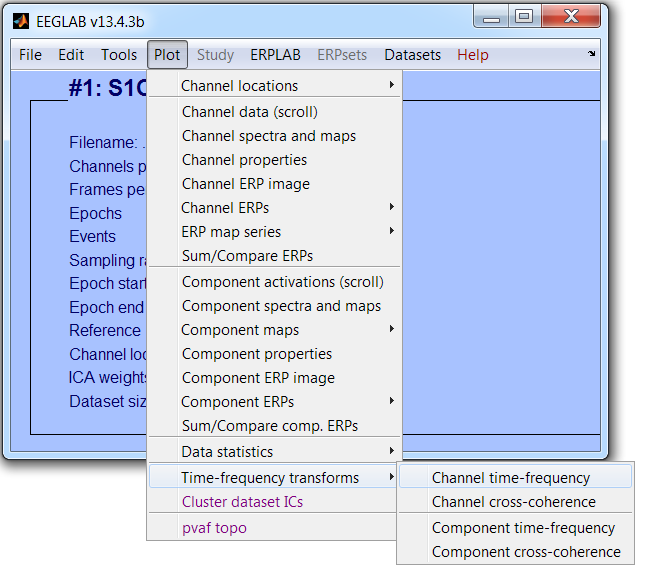 EEGLAB v13.4.3b
File Edit Tools Plot Study ERPLAB ERPsets Datasets Help
#1: S1
Filename: .
Channels p
Frames pe
Epochs
Events
Sampling ra
Epoch start
Epoch end
Reference
Channel loc
ICA weights
Dataset siz
Channel locations
Channel data (scroll)
Channel spectra and maps
Channel properties
Channel ERP image
Channel ERPs
ERP map series
Sum/Compare ERPs
Component activations (scroll)
Component spectra and maps
Component maps
Component properties
Component ERP image
Component ERPs
Sum/Compare comp. ERPs
Data statistics
Time-frequency transforms
Cluster dataset ICs
pvaf topo
Channel time-frequency
Channel cross-coherence
Component time-frequency
Component cross-coherence